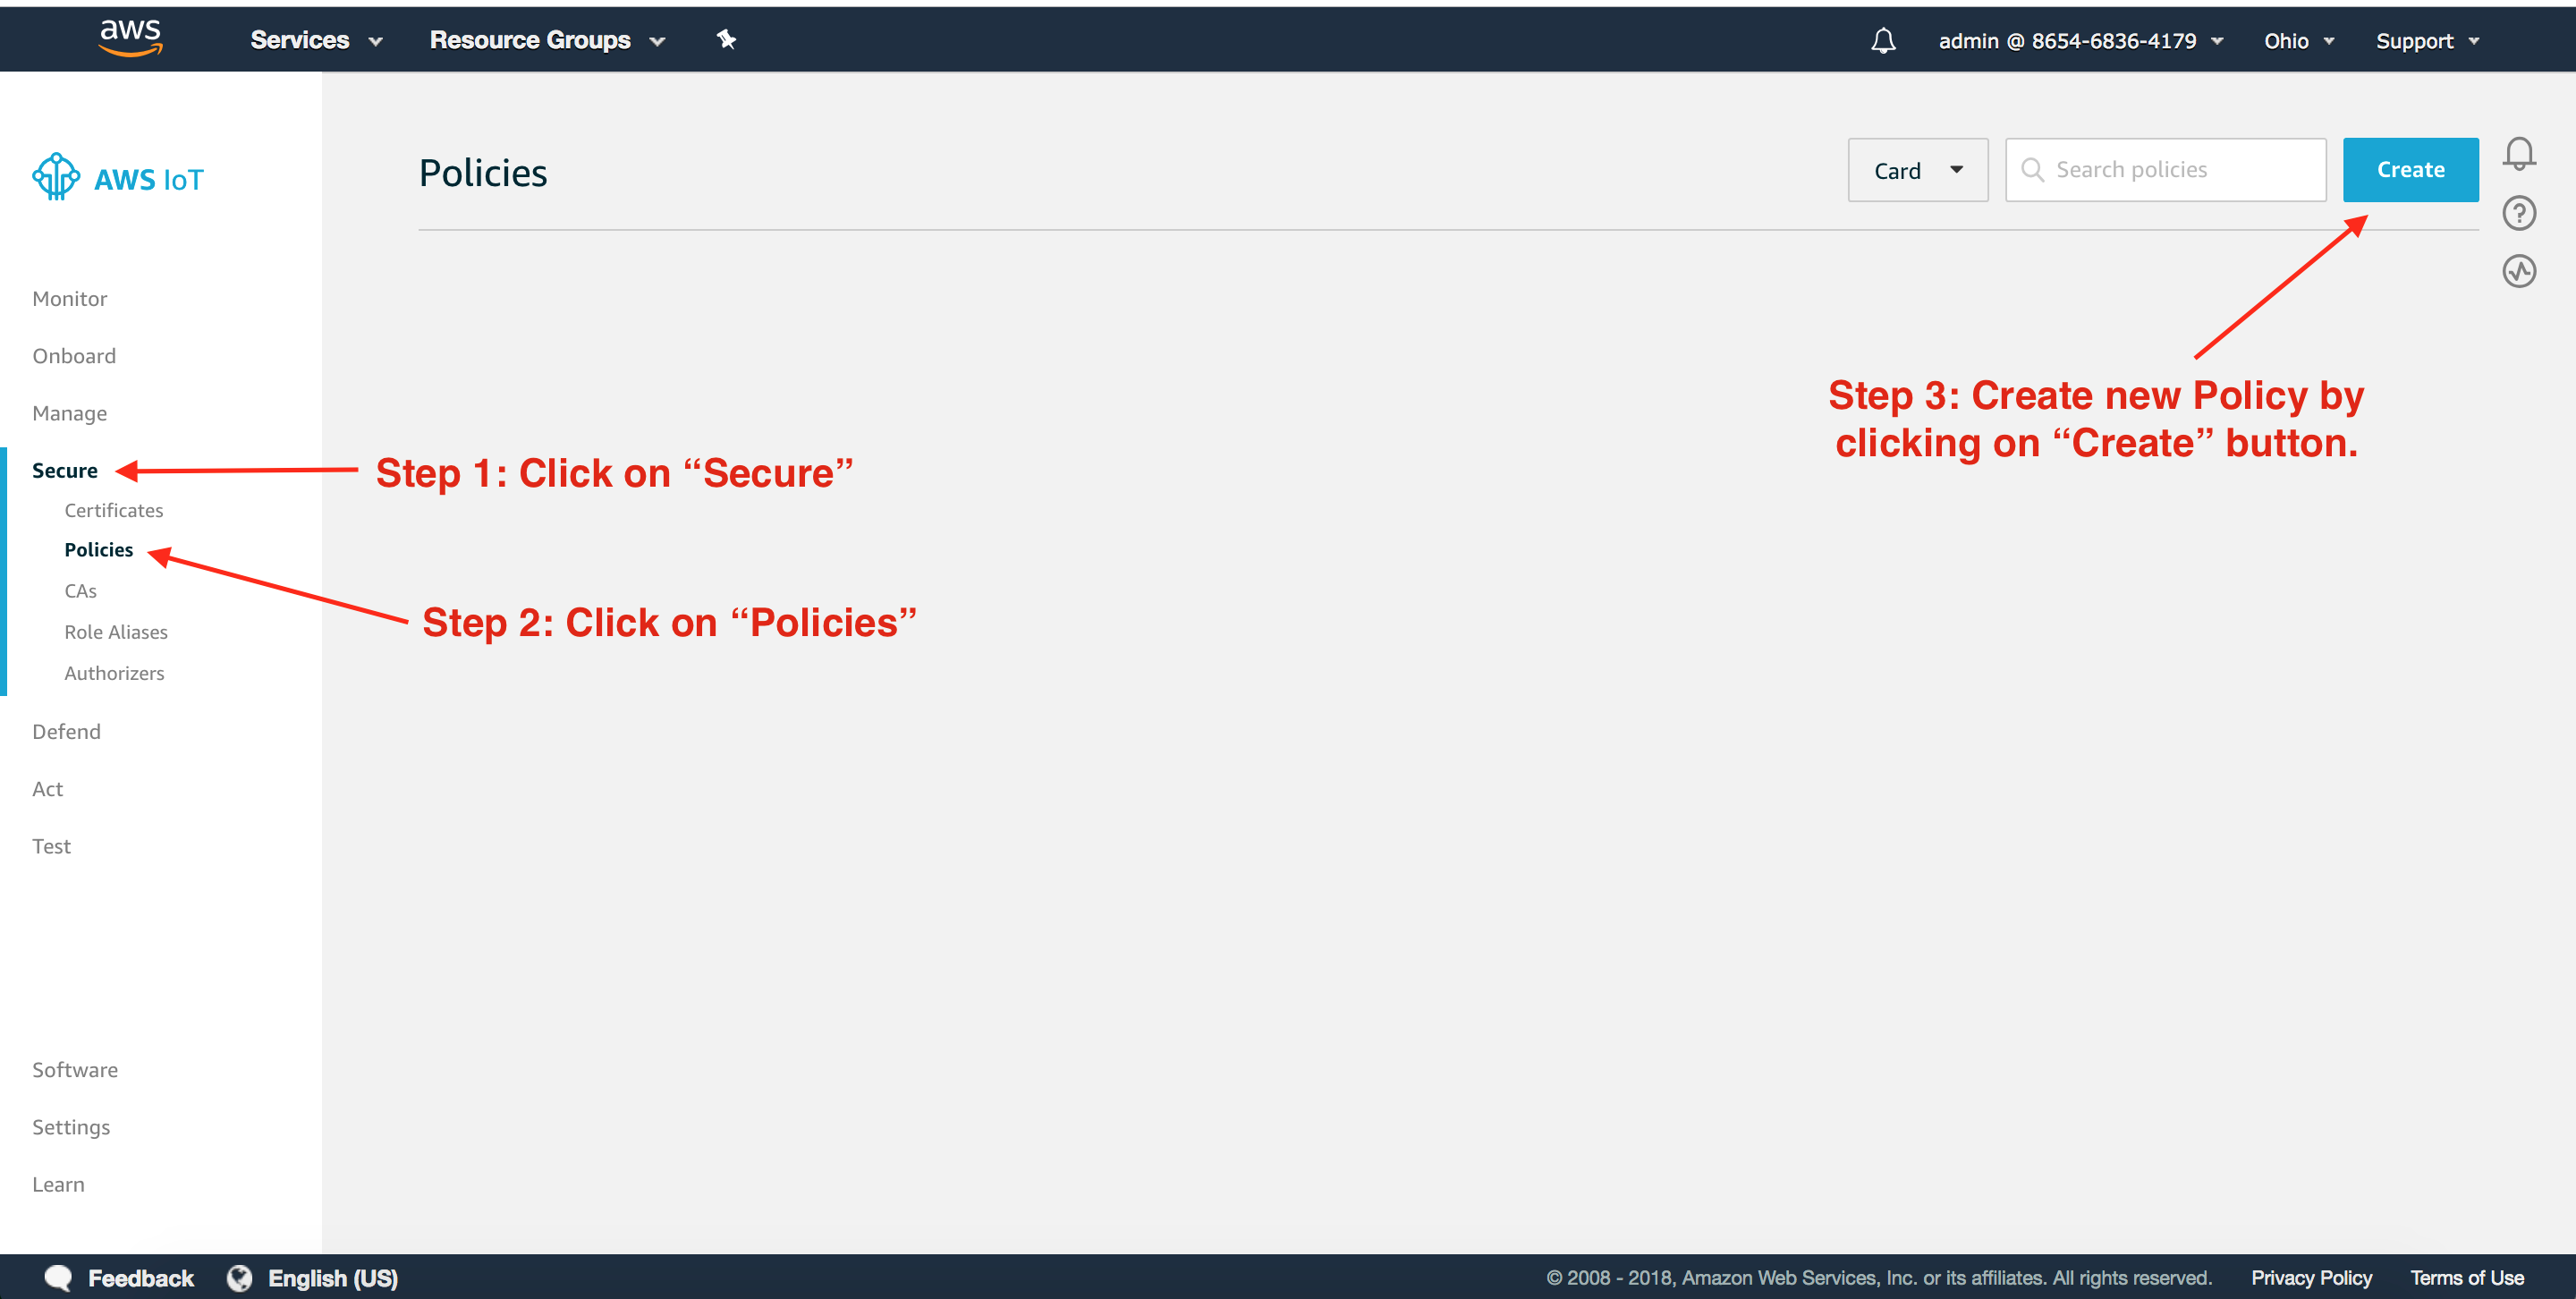 aws
Services
Resource Groups
admin @ 8654-6836-4179
Ohio
Support
AWS IoT
Policies
Card
Search policies
Create
Monitor
Onboard
Manage
Secure
Certificates
Policies
CAs
Role Aliases
Authorizers
Defend
Act
Test
Software
Settings
Learn
Step 1: Click on “Secure”
Step 2: Click on “Policies”
Step 3: Create new Policy by
clicking on “Create” button.
Feedback
English (US)
© 2008 - 2018, Amazon Web Services, Inc. or its affiliates. All rights reserved.
Privacy Policy
Terms of Use